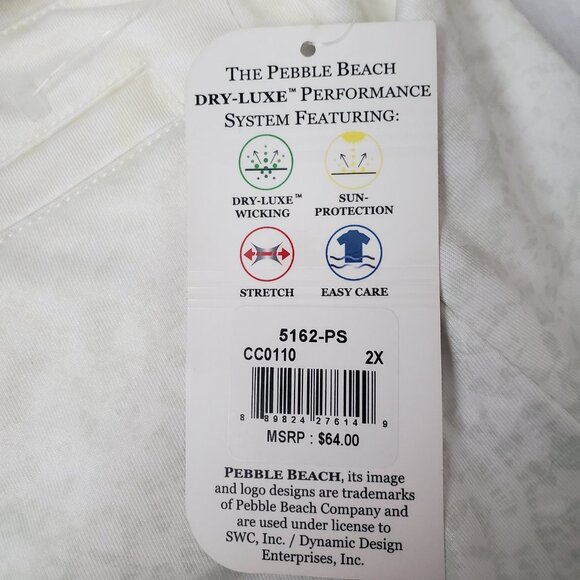 THE PEBBLE BEACH
DRY-LUXE™ PERFORMANCE
SYSTEM FEATURING:
DRY-LUXE™ WICKING
SUN-PROTECTION
STRETCH
EASY CARE
5162-PS
CC0110 2X
8 89824 27614 9
MSRP : $64.00
PEBBLE BEACH, its image
and logo designs are trademarks
of Pebble Beach Company and
are used under license to
SWC, Inc. / Dynamic Design
Enterprises, Inc.